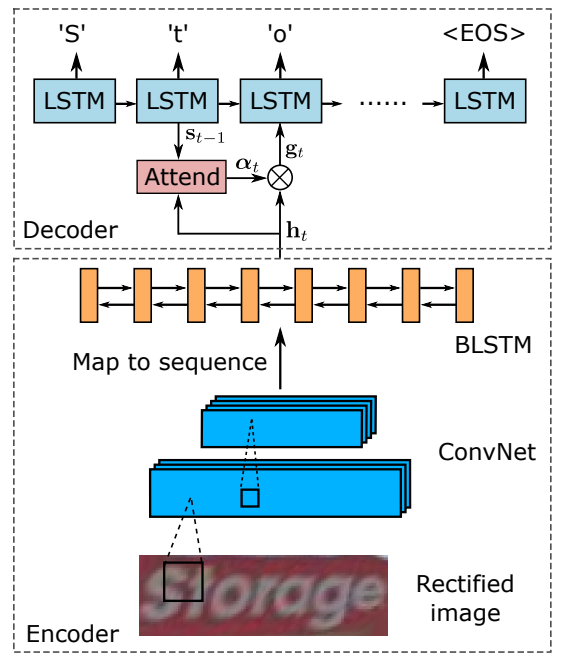 'S' 't' 'o' <EOS>
LSTM LSTM LSTM ...... LSTM
s_{t−1}
g_t
Attend α_t
h_t
Decoder
BLSTM
Map to sequence
ConvNet
Storage
Rectified
image
Encoder